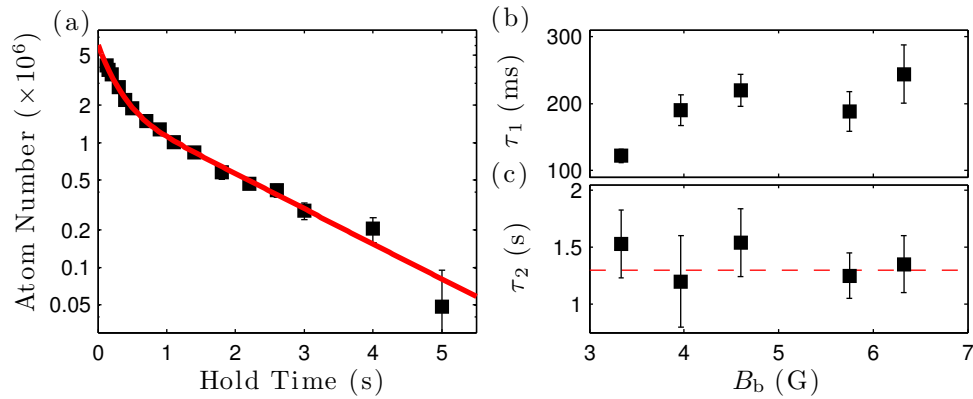 (a)
Atom Number (×10⁶)
5
2
1
0.5
0.2
0.1
0.05
0 1 2 3 4 5
Hold Time (s)
(b)
τ₁ (ms)
300
200
100
(c)
τ₂ (s)
2
1.5
1
3 4 5 6 7
B_b (G)